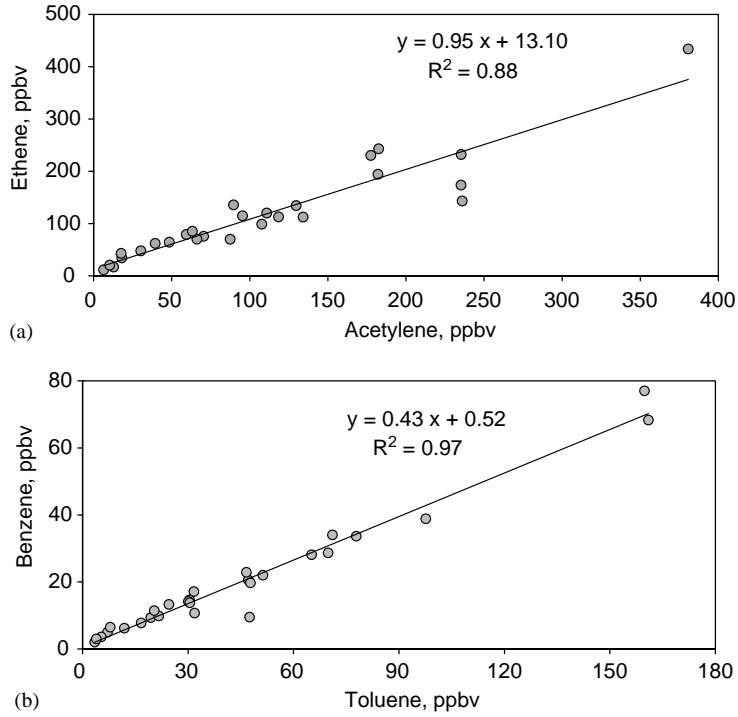 500
400
300
200
100
0
Ethene, ppbv
y = 0.95 x + 13.10
R² = 0.88
0 50 100 150 200 250 300 350 400
(a)
Acetylene, ppbv
80
60
40
20
0
Benzene, ppbv
y = 0.43 x + 0.52
R² = 0.97
0 30 60 90 120 150 180
(b)
Toluene, ppbv